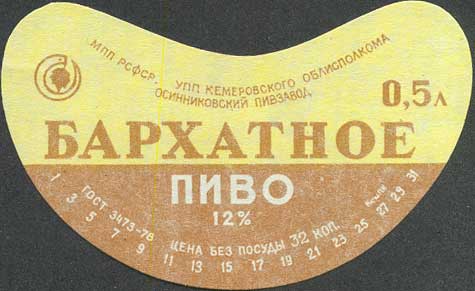 МПП РСФСР. УПП КЕМЕРОВСКОГО ОБЛИСПОЛКОМА
ОСИННИКОВСКИЙ ПИВЗАВОД
0,5л
БАРХАТНОЕ
ПИВО
12%
ГОСТ 3473-78 ЦЕНА БЕЗ ПОСУДЫ 32 КОП.
1 3 5 7 9 11 13 15 17 19 21 23 25 27 29 31